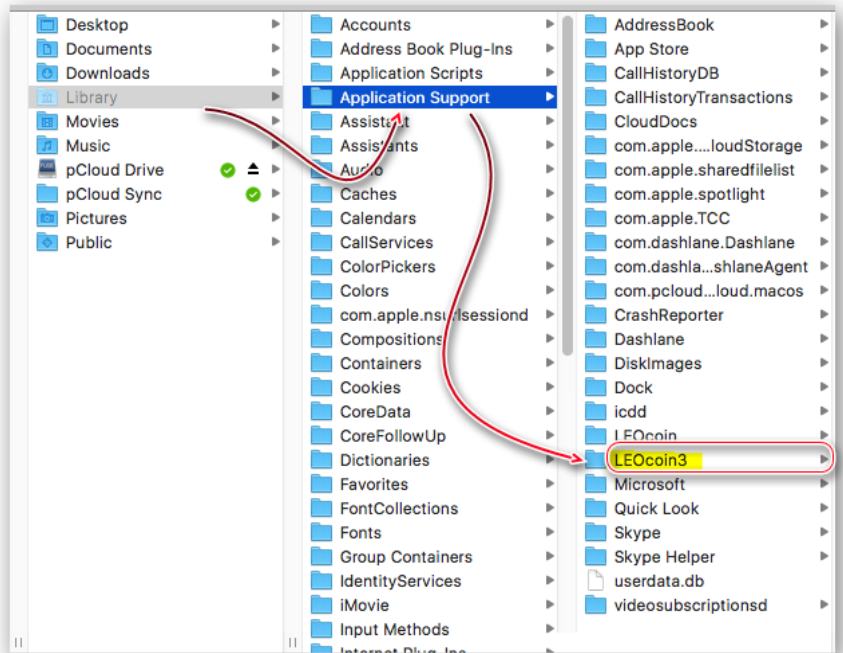 Desktop
Documents
Downloads
Library
Movies
Music
pCloud Drive
pCloud Sync
Pictures
Public
Accounts
Address Book Plug-Ins
Application Scripts
Application Support
Assistant
Assistants
Audio
Caches
Calendars
CallServices
ColorPickers
Colors
com.apple.nsurlsessiond
Compositions
Containers
Cookies
CoreData
CoreFollowUp
Dictionaries
Favorites
FontCollections
Fonts
Group Containers
IdentityServices
iMovie
Input Methods
Internet Plug-Ins
AddressBook
App Store
CallHistoryDB
CallHistoryTransactions
CloudDocs
com.apple....loudStorage
com.apple.sharedfilelist
com.apple.spotlight
com.apple.TCC
com.dashlane.Dashlane
com.dashla...shlaneAgent
com.pcloud...loud.macos
CrashReporter
Dashlane
DiskImages
Dock
icdd
LEOcoin
LEOcoin3
Microsoft
Quick Look
Skype
Skype Helper
userdata.db
videosubscriptionsd